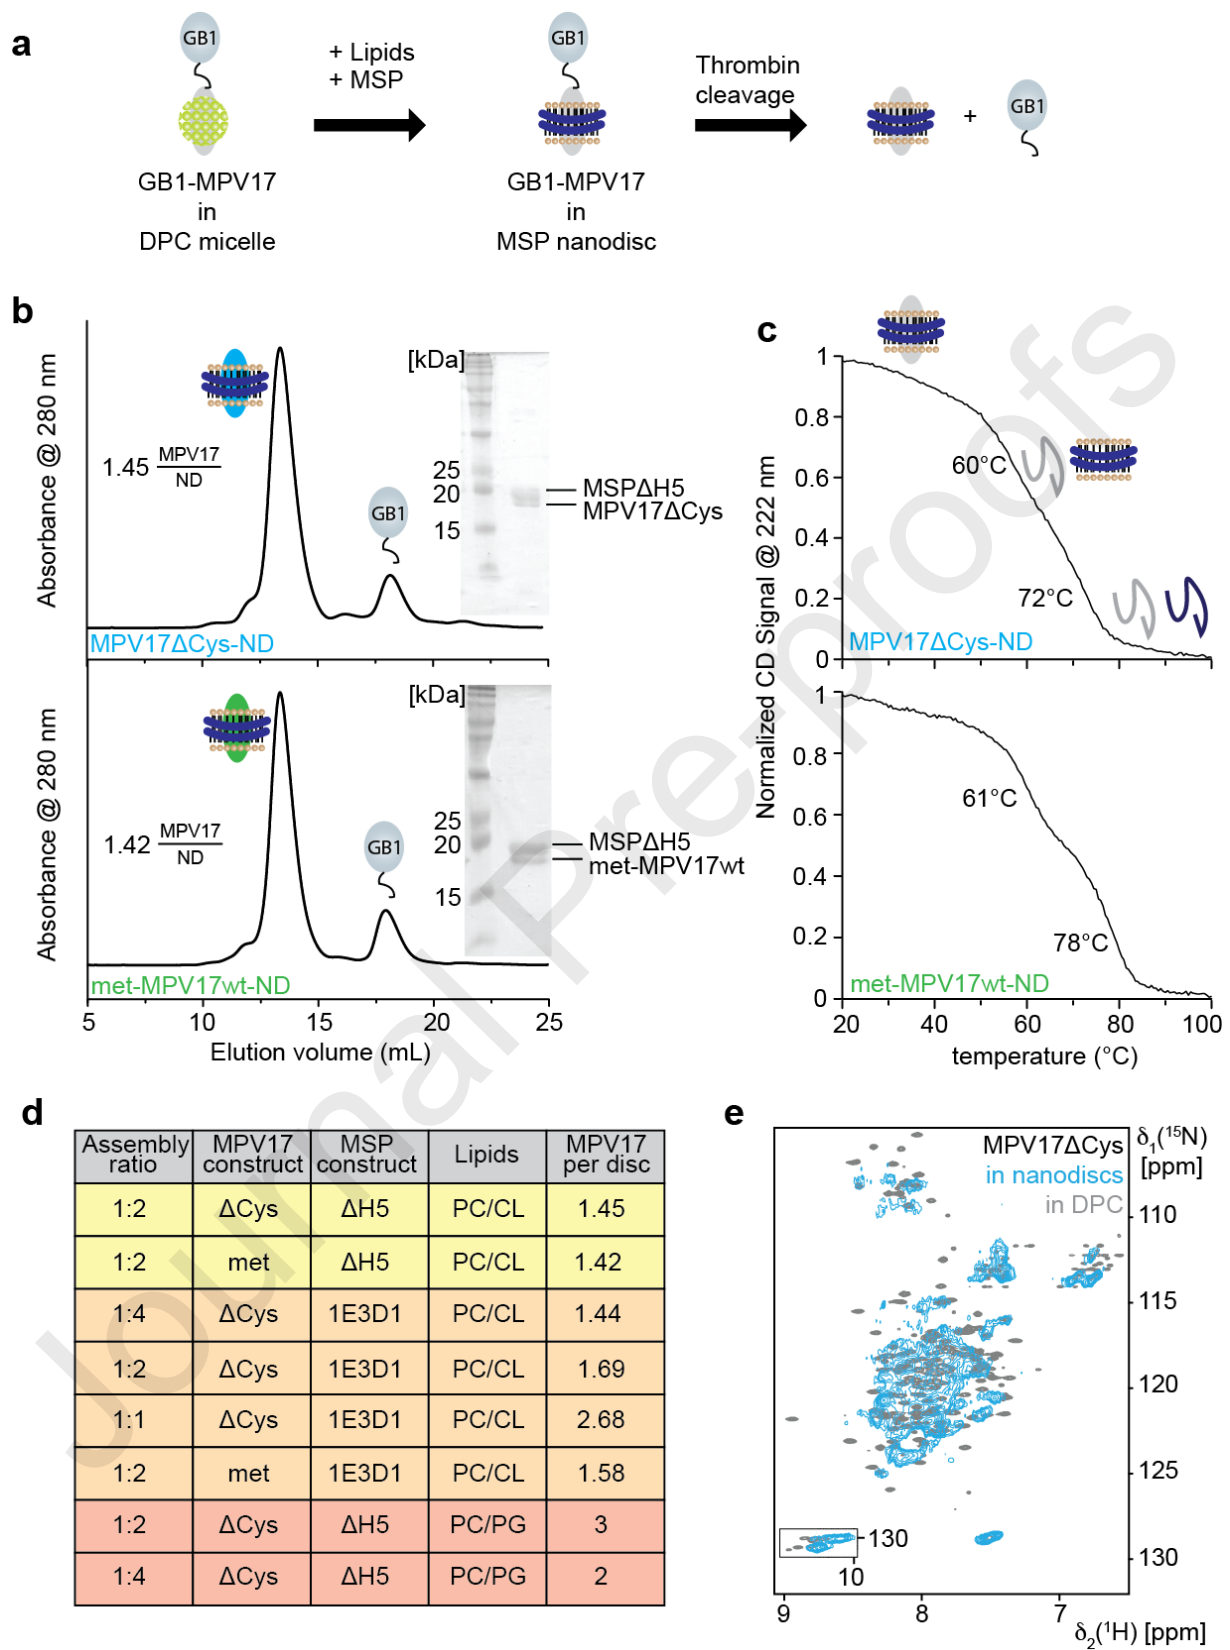 a
GB1
+ Lipids
+ MSP
GB1
Thrombin
cleavage
+
GB1
GB1-MPV17
in
DPC micelle
GB1-MPV17
in
MSP nanodisc
b
Absorbance @ 280 nm
1.45 MPV17
ND
GB1
[kDa]
25
20
15
MSPΔH5
MPV17ΔCys
MPV17ΔCys-ND
Absorbance @ 280 nm
1.42 MPV17
ND
GB1
[kDa]
25
20
15
MSPΔH5
met-MPV17wt
met-MPV17wt-ND
5 10 15 20 25
Elution volume (mL)
c
Normalized CD Signal @ 222 nm
1
0.8
0.6
0.4
0.2
0
60°C
72°C
MPV17ΔCys-ND
1
0.8
0.6
0.4
0.2
0
61°C
78°C
met-MPV17wt-ND
20 40 60 80 100
temperature (°C)
d
Assembly ratio MPV17 construct MSP construct Lipids MPV17 per disc
1:2 ΔCys ΔH5 PC/CL 1.45
1:2 met ΔH5 PC/CL 1.42
1:4 ΔCys 1E3D1 PC/CL 1.44
1:2 ΔCys 1E3D1 PC/CL 1.69
1:1 ΔCys 1E3D1 PC/CL 2.68
1:2 met 1E3D1 PC/CL 1.58
1:2 ΔCys ΔH5 PC/PG 3
1:4 ΔCys ΔH5 PC/PG 2
e
MPV17ΔCys
in nanodiscs
in DPC
δ1(15N)
[ppm]
110
115
120
125
130
130
10
9 8 7
δ2(1H) [ppm]
Journal Pre-proofs